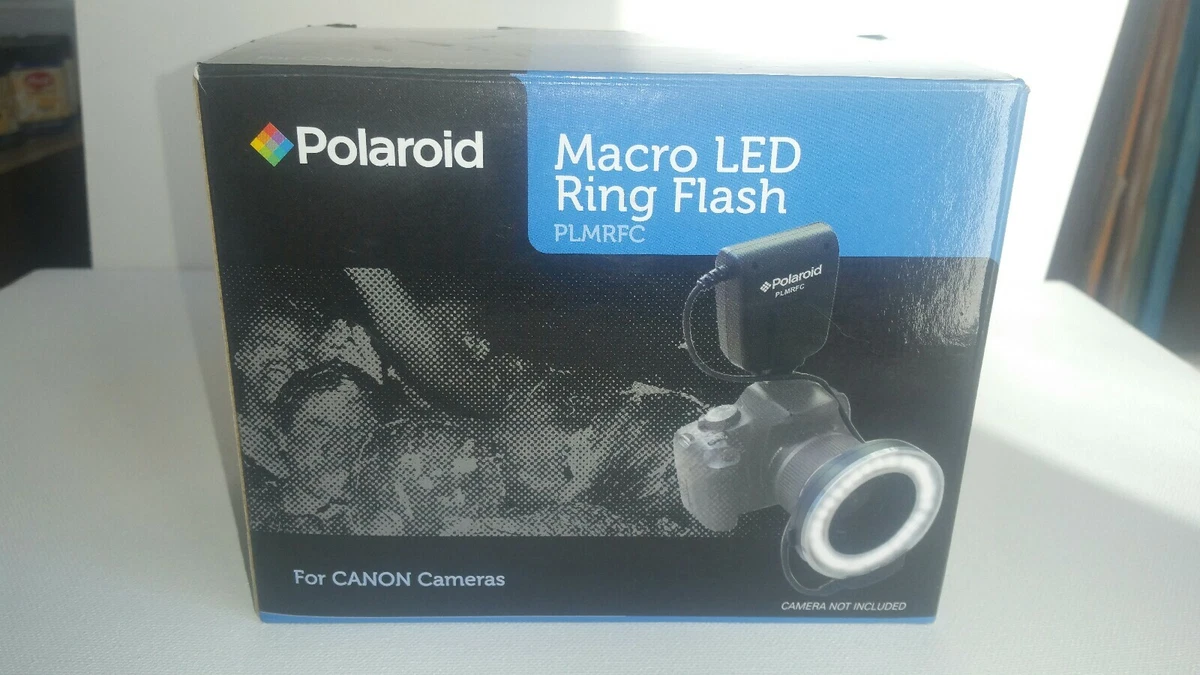 Polaroid
Macro LED
Ring Flash
PLMRFC
Polaroid
PLMRFC
For CANON Cameras
CAMERA NOT INCLUDED